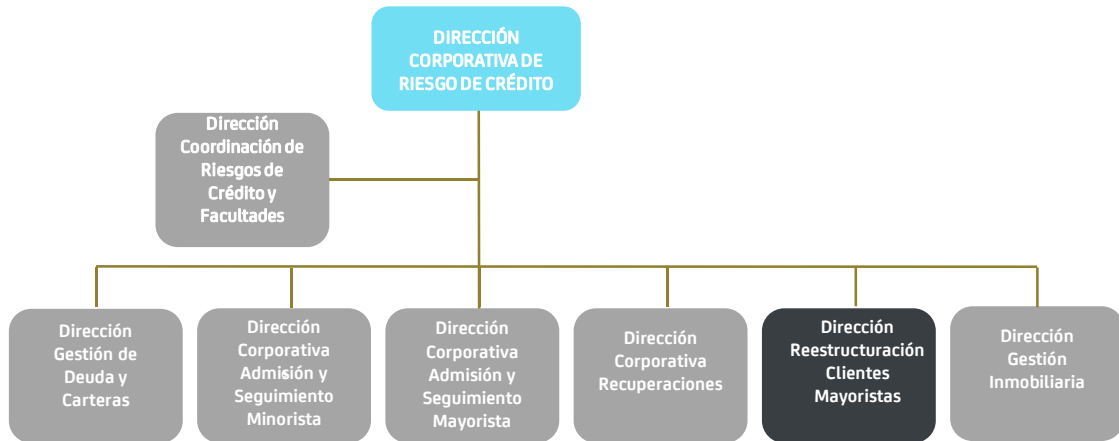 DIRECCIÓN
CORPORATIVA DE
RIESGO DE CRÉDITO
Dirección
Coordinación de
Riesgos de
Crédito y
Facultades
Dirección
Gestión de
Deuda y
Carteras
Dirección
Corporativa
Admisión y
Seguimiento
Minorista
Dirección
Corporativa
Admisión y
Seguimiento
Mayorista
Dirección
Corporativa
Recuperaciones
Dirección
Reestructuración
Clientes
Mayoristas
Dirección
Gestión
Inmobiliaria